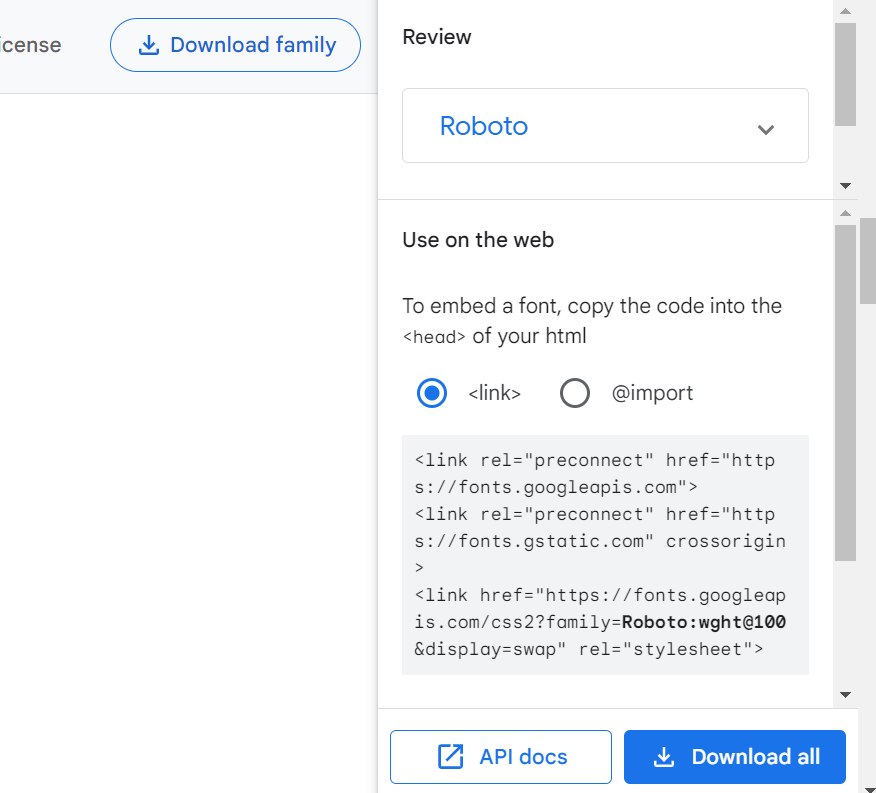 Download family
Review
Roboto
Use on the web
To embed a font, copy the code into the
<head> of your html
<link>
@import
<link rel="preconnect" href="http
s://fonts.googleapis.com">
<link rel="preconnect" href="http
s://fonts.gstatic.com" crossorigin
>
<link href="https://fonts.googleap
is.com/css2?family=Roboto:wght@100
&display=swap" rel="stylesheet">
API docs
Download all